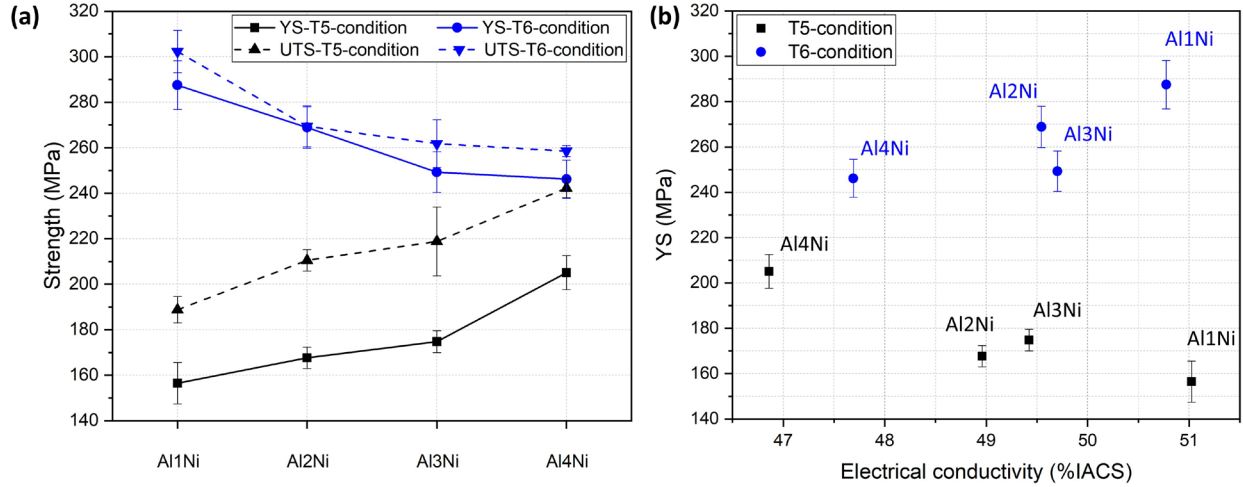 (a)
YS-T5-condition
YS-T6-condition
UTS-T5-condition
UTS-T6-condition
320
300
280
260
240
220
200
180
160
140
Strength (MPa)
Al1Ni
Al2Ni
Al3Ni
Al4Ni
(b)
T5-condition
T6-condition
320
300
280
260
240
220
200
180
160
140
YS (MPa)
Al1Ni
Al2Ni
Al3Ni
Al4Ni
Al4Ni
Al2Ni
Al3Ni
Al1Ni
47
48
49
50
51
Electrical conductivity (%IACS)